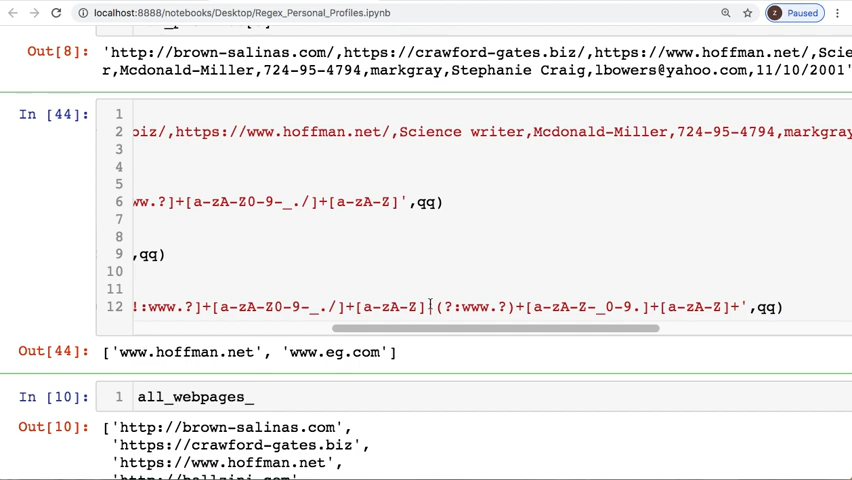 localhost:8888/notebooks/Desktop/Regex_Personal_Profiles.ipynb
Z Paused
Out[8]: 'http://brown-salinas.com/,https://crawford-gates.biz/,https://www.hoffman.net/,Scie
r,Mcdonald-Miller,724-95-4794,markgray,Stephanie Craig,lbowers@yahoo.com,11/10/2001'
In [44]: 1
2 biz/,https://www.hoffman.net/,Science writer,Mcdonald-Miller,724-95-4794,markgray
3
4
5
6 ww.?]+[a-zA-Z0-9-_./]+[a-zA-Z]',qq)
7
8
9 ,qq)
10
11
12 !:www.?]+[a-zA-Z0-9-_./]+[a-zA-Z]|(?:www.?)+[a-zA-Z-_0-9.]+[a-zA-Z]+',qq)
Out[44]: ['www.hoffman.net', 'www.eg.com']
In [10]: 1 all_webpages_
Out[10]: ['http://brown-salinas.com',
'https://crawford-gates.biz',
'https://www.hoffman.net',